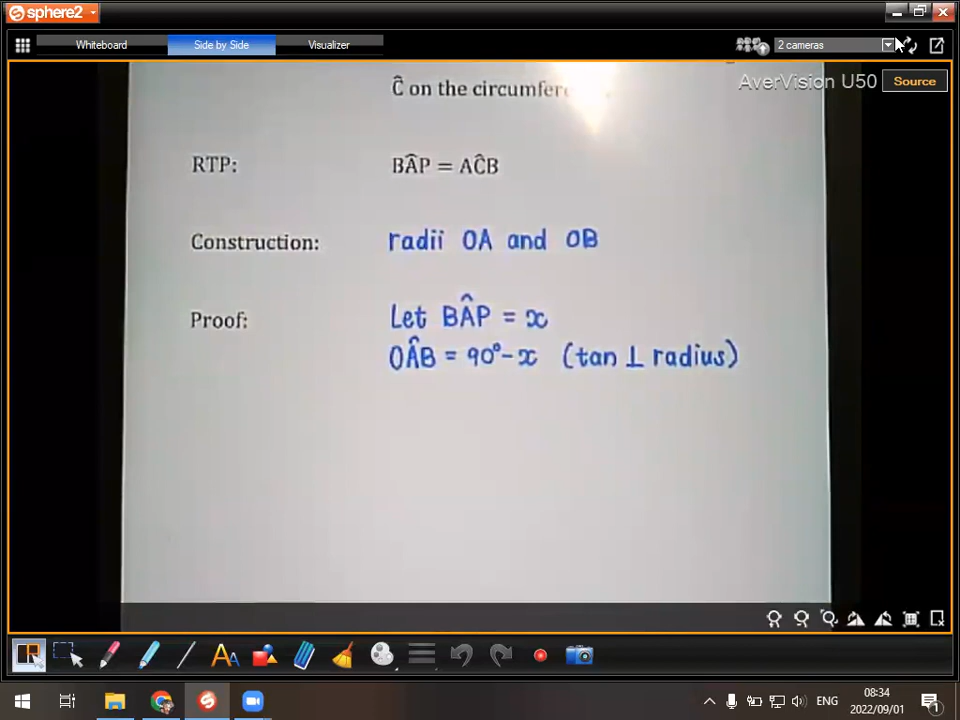 sphere2
Whiteboard Side by Side Visualizer 2 cameras
AverVision U50 Source
Ĉ on the
RTP: BÂP = AĈB
Construction: radii OA and OB
Proof: Let BÂP = x
OÂB = 90° - x (tan ⊥ radius)
ENG 08:34
2022/09/01